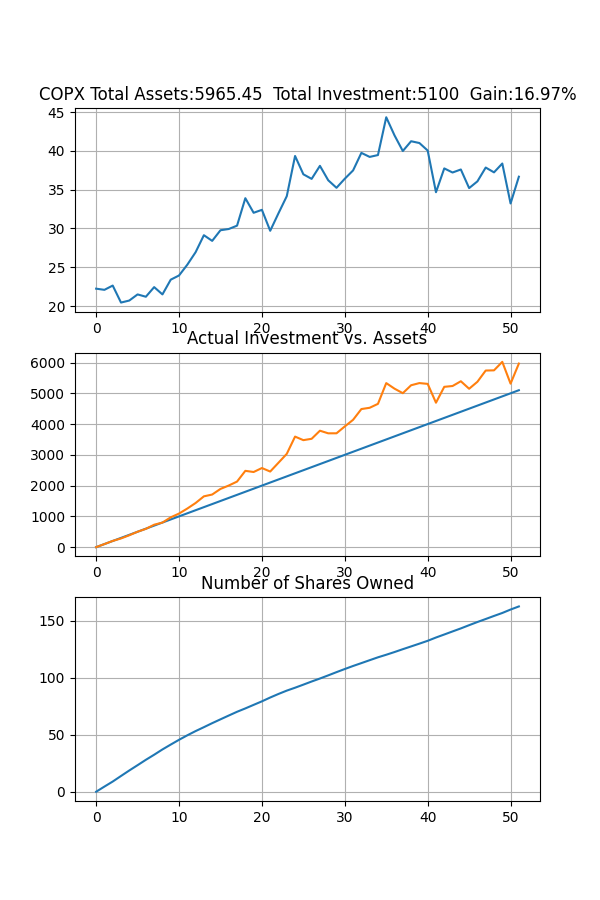 COPX Total Assets:5965.45  Total Investment:5100  Gain:16.97%
45
40
35
30
25
20
0 10 20 30 40 50
Actual Investment vs. Assets
6000
5000
4000
3000
2000
1000
0
0 10 20 30 40 50
Number of Shares Owned
150
100
50
0
0 10 20 30 40 50